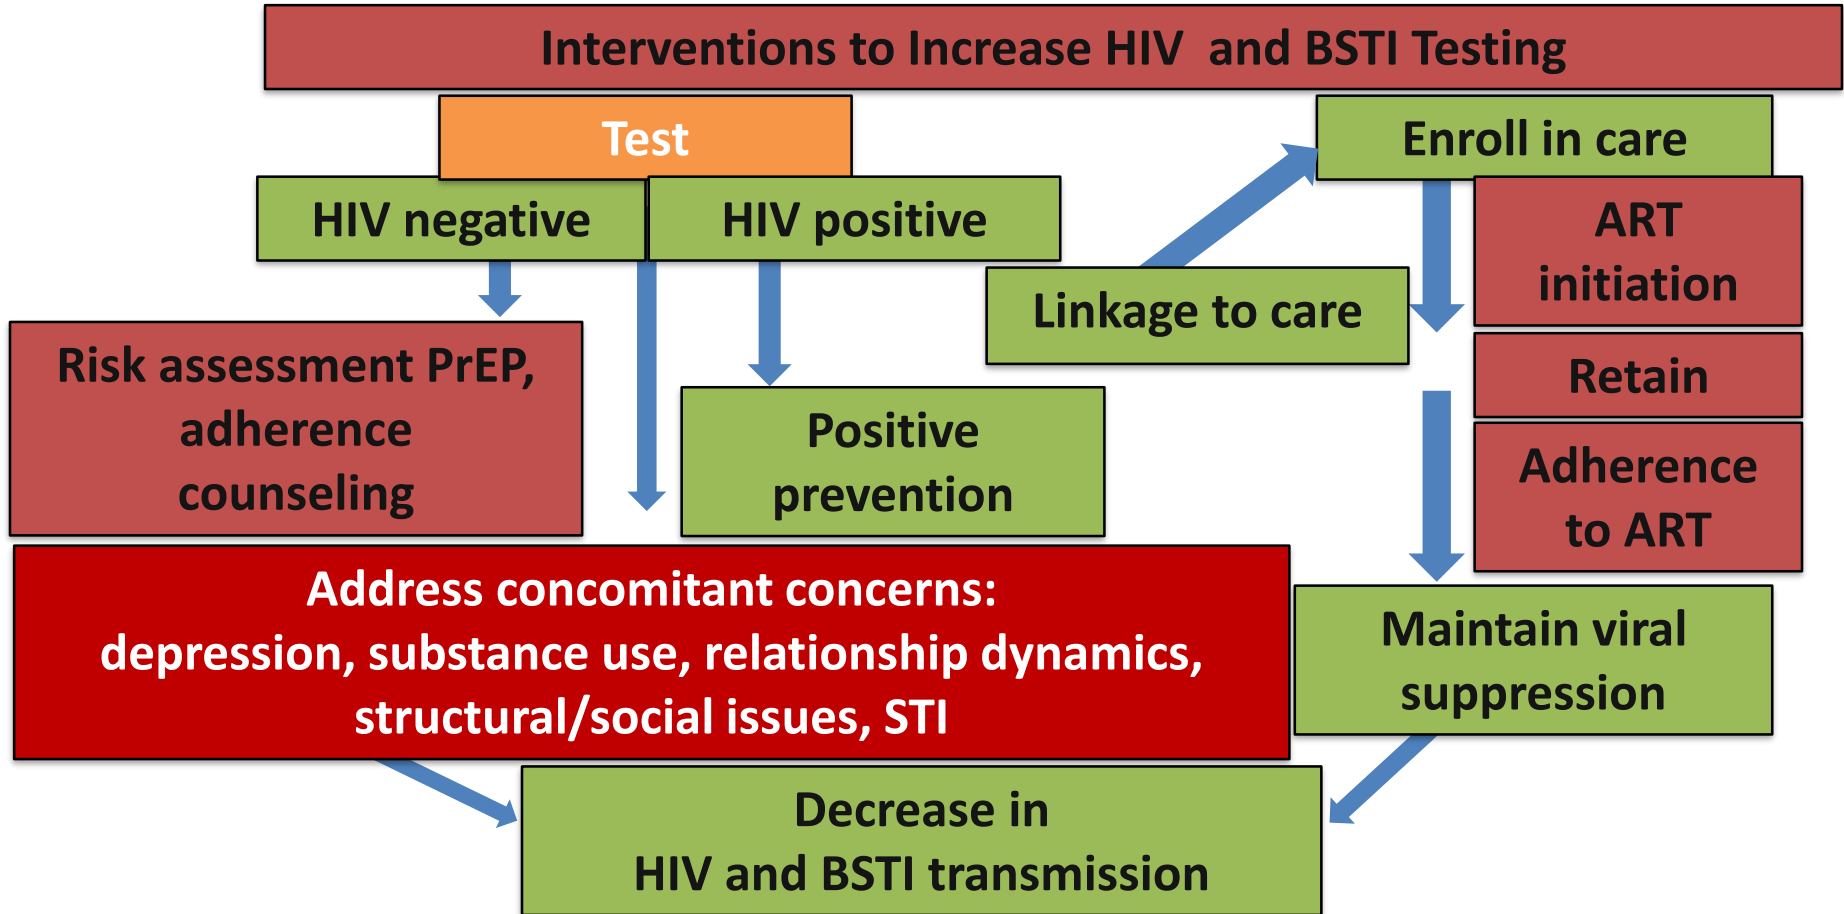 Interventions to Increase HIV and BSTI Testing
Test
Enroll in care
HIV negative
HIV positive
ART
initiation
Linkage to care
Risk assessment PrEP,
adherence
counseling
Retain
Positive
prevention
Adherence
to ART
Address concomitant concerns:
depression, substance use, relationship dynamics,
structural/social issues, STI
Maintain viral
suppression
Decrease in
HIV and BSTI transmission